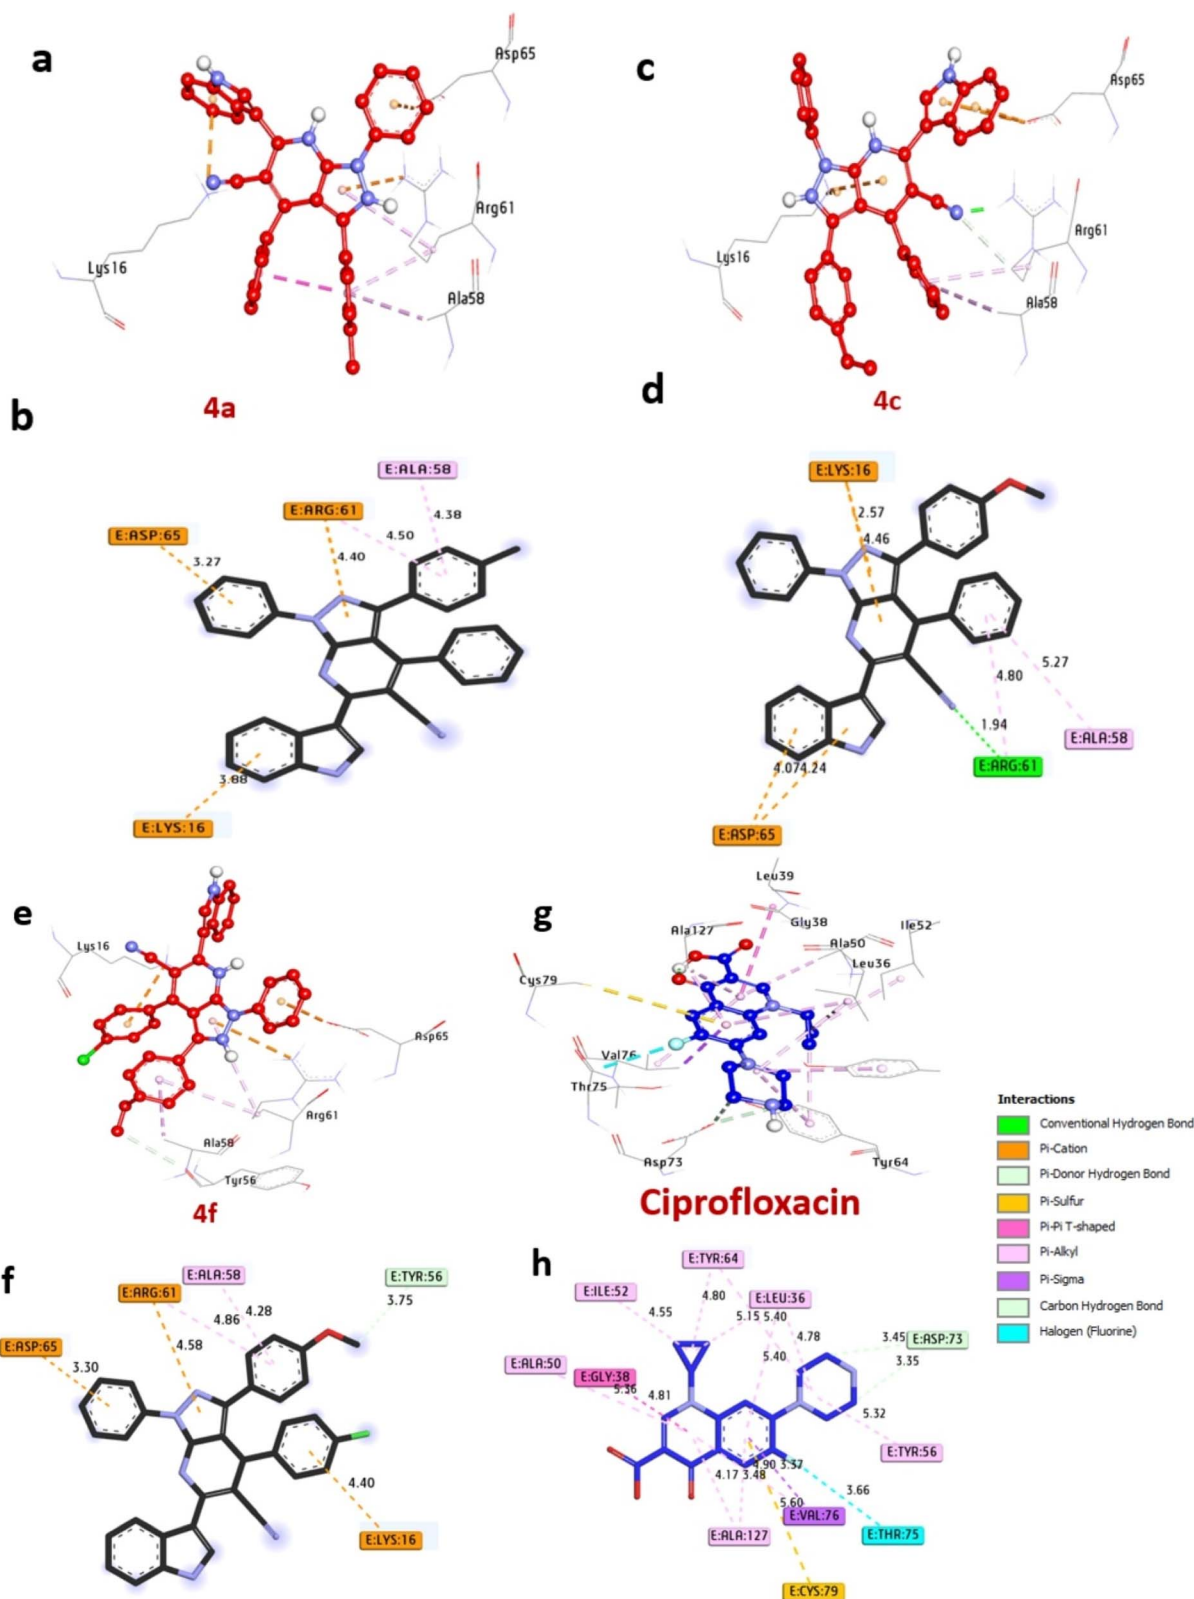 a
Asp65
Arg61
Lys16
Ala58
4a
c
Asp65
Arg61
Lys16
Ala58
4c
b
E:ALA:58
E:ARG:61
E:ASP:65
4.38
4.50
4.40
3.27
3.88
E:LYS:16
d
E:LYS:16
2.57
4.46
5.27
4.80
1.94
E:ALA:58
E:ARG:61
4.07 4.24
E:ASP:65
e
Lys16
Asp65
Arg61
Ala58
Tyr56
4f
g
Leu39
Gly38
Ala127
Ile52
Ala50
Leu36
Cys79
Val76
Thr75
Asp73
Tyr64
Ciprofloxacin
Interactions
Conventional Hydrogen Bond
Pi-Cation
Pi-Donor Hydrogen Bond
Pi-Sulfur
Pi-Pi T-shaped
Pi-Alkyl
Pi-Sigma
Carbon Hydrogen Bond
Halogen (Fluorine)
f
E:ALA:58
E:TYR:56
E:ARG:61
3.75
4.28
4.86
4.58
E:ASP:65
3.30
4.40
E:LYS:16
h
E:TYR:64
E:ILE:52
E:LEU:36
4.80
4.55
5.15
5.40
4.78
3.45
E:ASP:73
3.35
5.40
E:ALA:50
E:GLY:38
5.36
4.81
5.32
E:TYR:56
4.90
3.37
4.17
3.48
3.66
5.60
E:VAL:76
E:ALA:127
E:THR:75
E:CYS:79